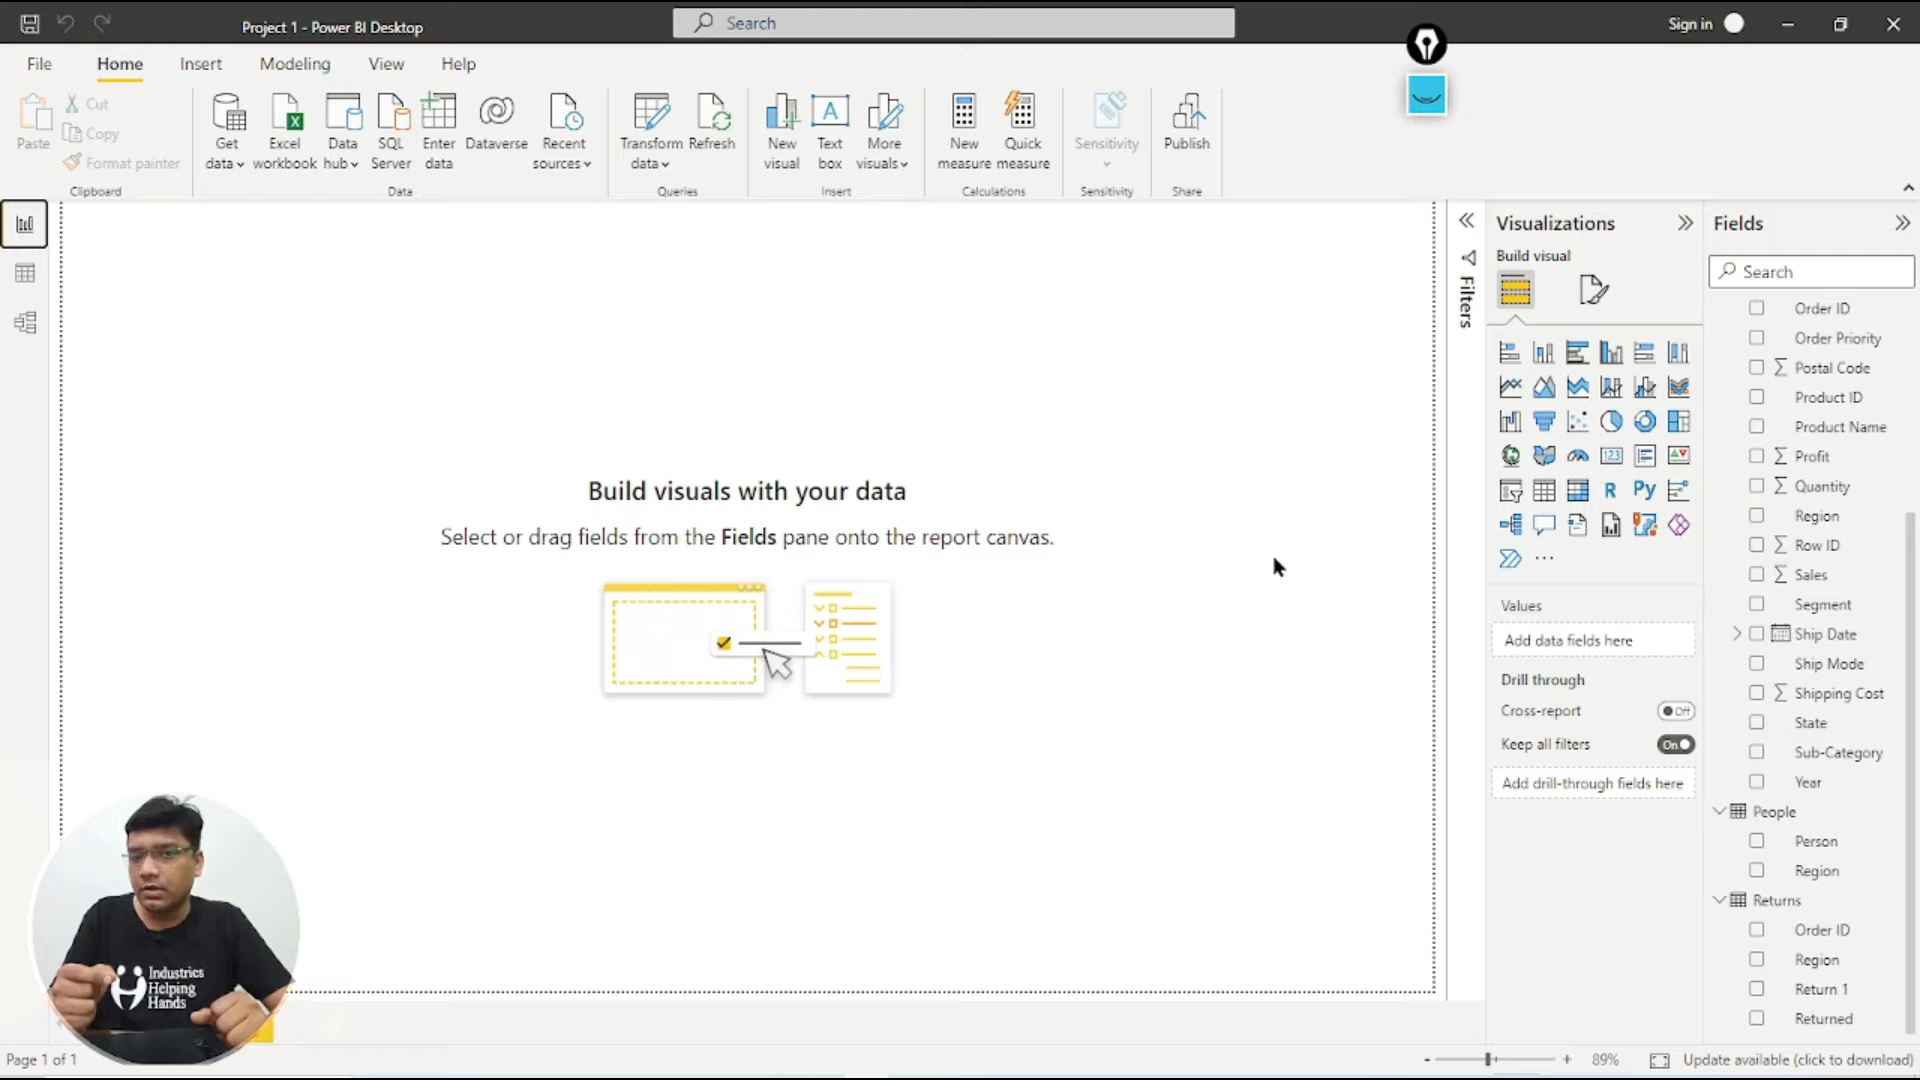 Project 1 - Power BI Desktop
Search
Sign in
File
Home
Insert
Modeling
View
Help
Paste
Cut
Copy
Format painter
Clipboard
Get data
Excel workbook
Data hub
SQL Server
Enter data
Dataverse
Recent sources
Data
Transform data
Refresh
Queries
New visual
Text box
More visuals
Insert
New measure
Quick measure
Calculations
Sensitivity
Sensitivity
Publish
Share
Build visuals with your data
Select or drag fields from the Fields pane onto the report canvas.
Industries
Helping
Hands
Filters
Visualizations
Build visual
123
R
Py
Values
Add data fields here
Drill through
Cross-report
Off
Keep all filters
On
Add drill-through fields here
Fields
Search
Order ID
Order Priority
Postal Code
Product ID
Product Name
Profit
Quantity
Region
Row ID
Sales
Segment
Ship Date
Ship Mode
Shipping Cost
State
Sub-Category
Year
People
Person
Region
Returns
Order ID
Region
Return 1
Returned
Page 1 of 1
- + 89%
Update available (click to download)